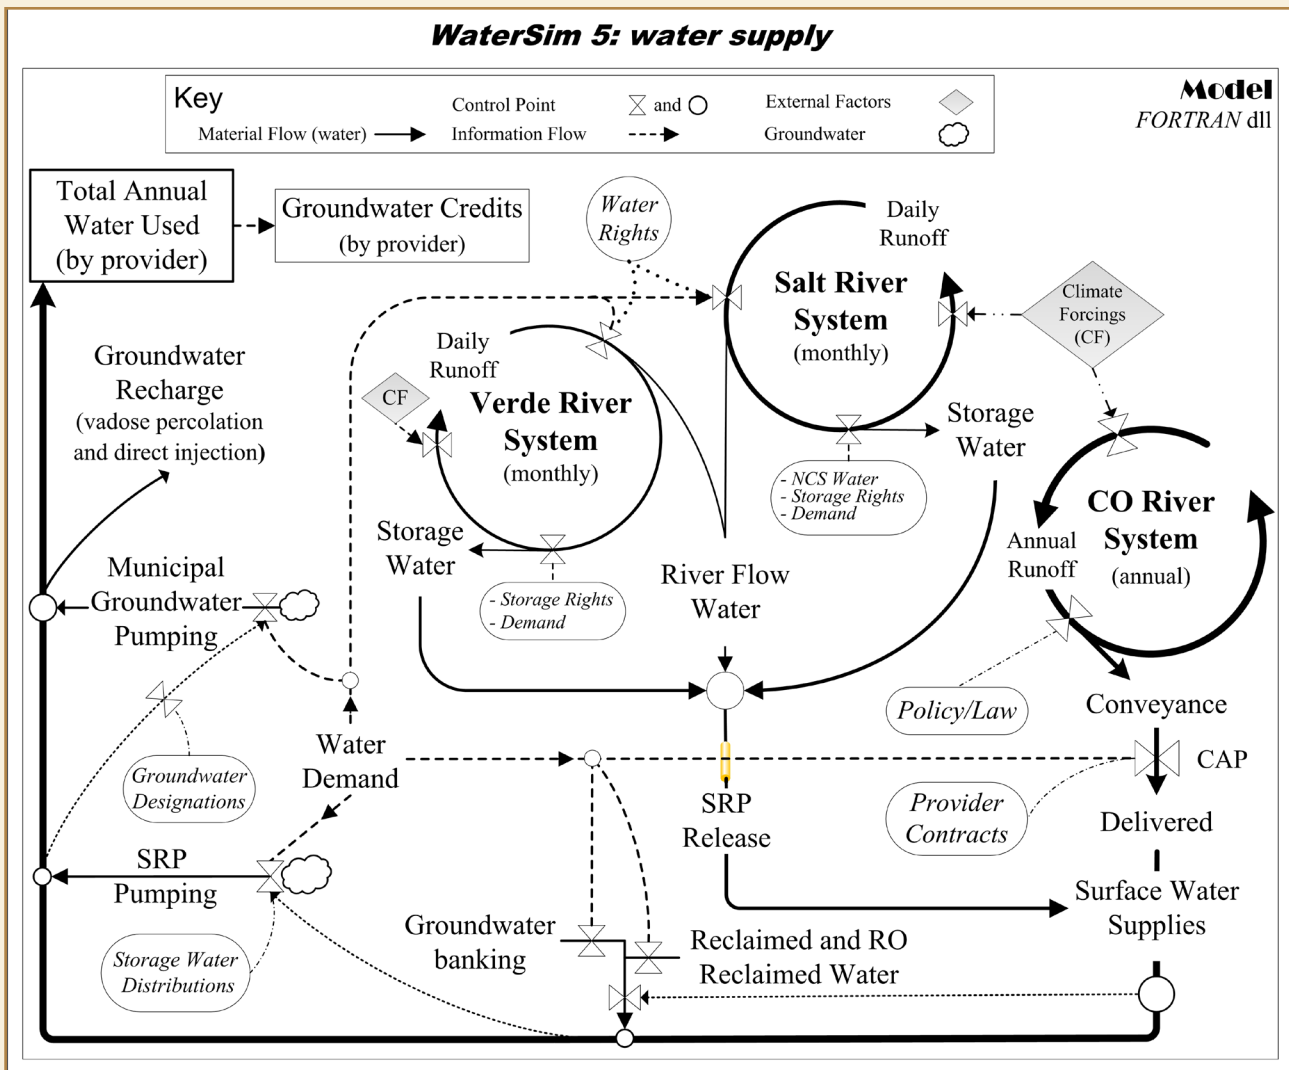 WaterSim 5: water supply
Key
Control Point
and
External Factors
Material Flow (water)
Information Flow
Groundwater
Model
FORTRAN dll
Total Annual
Water Used
(by provider)
Groundwater Credits
(by provider)
Water
Rights
Daily
Runoff
Salt River
System
(monthly)
Climate
Forcings
(CF)
Groundwater
Recharge
(vadose percolation
and direct injection)
Daily
Runoff
CF
Verde River
System
(monthly)
Storage
Water
- NCS Water
- Storage Rights
- Demand
CO River
System
(annual)
Annual
Runoff
Storage
Water
- Storage Rights
- Demand
River Flow
Water
Municipal
Groundwater
Pumping
Policy/Law
Conveyance
Water
Demand
CAP
Groundwater
Designations
SRP
Release
Provider
Contracts
Delivered
SRP
Pumping
Surface Water
Supplies
Storage Water
Distributions
Groundwater
banking
Reclaimed and RO
Reclaimed Water